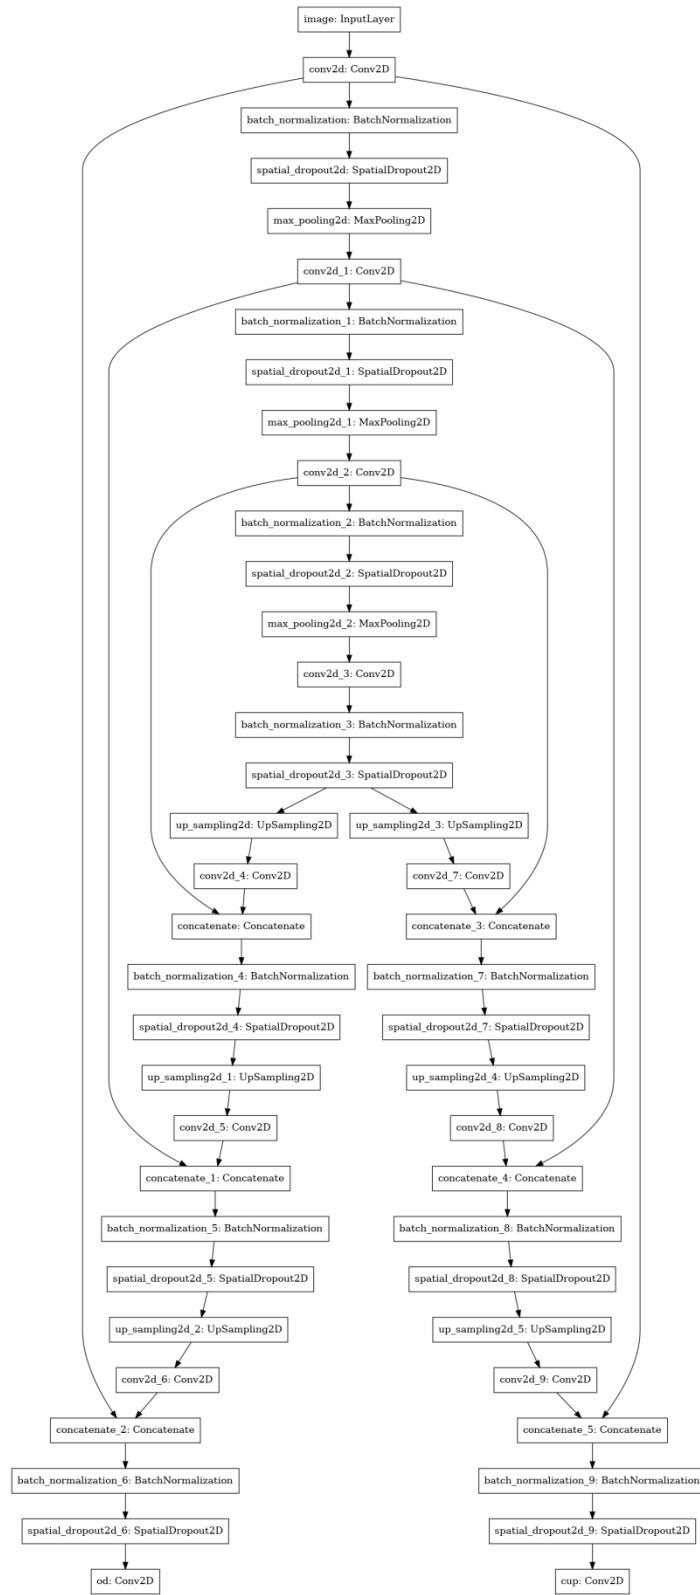 image: InputLayer
conv2d: Conv2D
batch_normalization: BatchNormalization
spatial_dropout2d: SpatialDropout2D
max_pooling2d: MaxPooling2D
conv2d_1: Conv2D
batch_normalization_1: BatchNormalization
spatial_dropout2d_1: SpatialDropout2D
max_pooling2d_1: MaxPooling2D
conv2d_2: Conv2D
batch_normalization_2: BatchNormalization
spatial_dropout2d_2: SpatialDropout2D
max_pooling2d_2: MaxPooling2D
conv2d_3: Conv2D
batch_normalization_3: BatchNormalization
spatial_dropout2d_3: SpatialDropout2D
up_sampling2d: UpSampling2D
up_sampling2d_3: UpSampling2D
conv2d_4: Conv2D
conv2d_7: Conv2D
concatenate: Concatenate
concatenate_3: Concatenate
batch_normalization_4: BatchNormalization
batch_normalization_7: BatchNormalization
spatial_dropout2d_4: SpatialDropout2D
spatial_dropout2d_7: SpatialDropout2D
up_sampling2d_1: UpSampling2D
up_sampling2d_4: UpSampling2D
conv2d_5: Conv2D
conv2d_8: Conv2D
concatenate_1: Concatenate
concatenate_4: Concatenate
batch_normalization_5: BatchNormalization
batch_normalization_8: BatchNormalization
spatial_dropout2d_5: SpatialDropout2D
spatial_dropout2d_8: SpatialDropout2D
up_sampling2d_2: UpSampling2D
up_sampling2d_5: UpSampling2D
conv2d_6: Conv2D
conv2d_9: Conv2D
concatenate_2: Concatenate
concatenate_5: Concatenate
batch_normalization_6: BatchNormalization
batch_normalization_9: BatchNormalization
spatial_dropout2d_6: SpatialDropout2D
spatial_dropout2d_9: SpatialDropout2D
od: Conv2D
cup: Conv2D